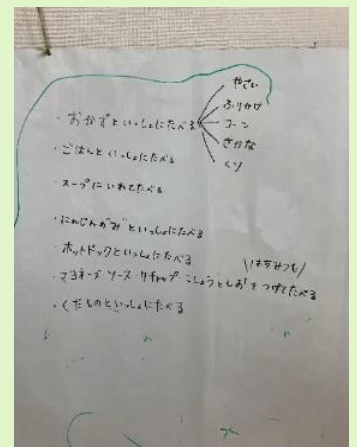 ・おかずといっしょにたべる
やさい
ふりかけ
コーン
さかな
くり
・ごはんといっしょにたべる
・スープにいれてたべる
・にんじんがみといっしょにたべる
・ホットドックといっしょにたべる
\はちみつも/
・マヨネーズ・ソース・ケチャップ・こしょうとしおをつけてたべる
・くだものといっしょにたべる